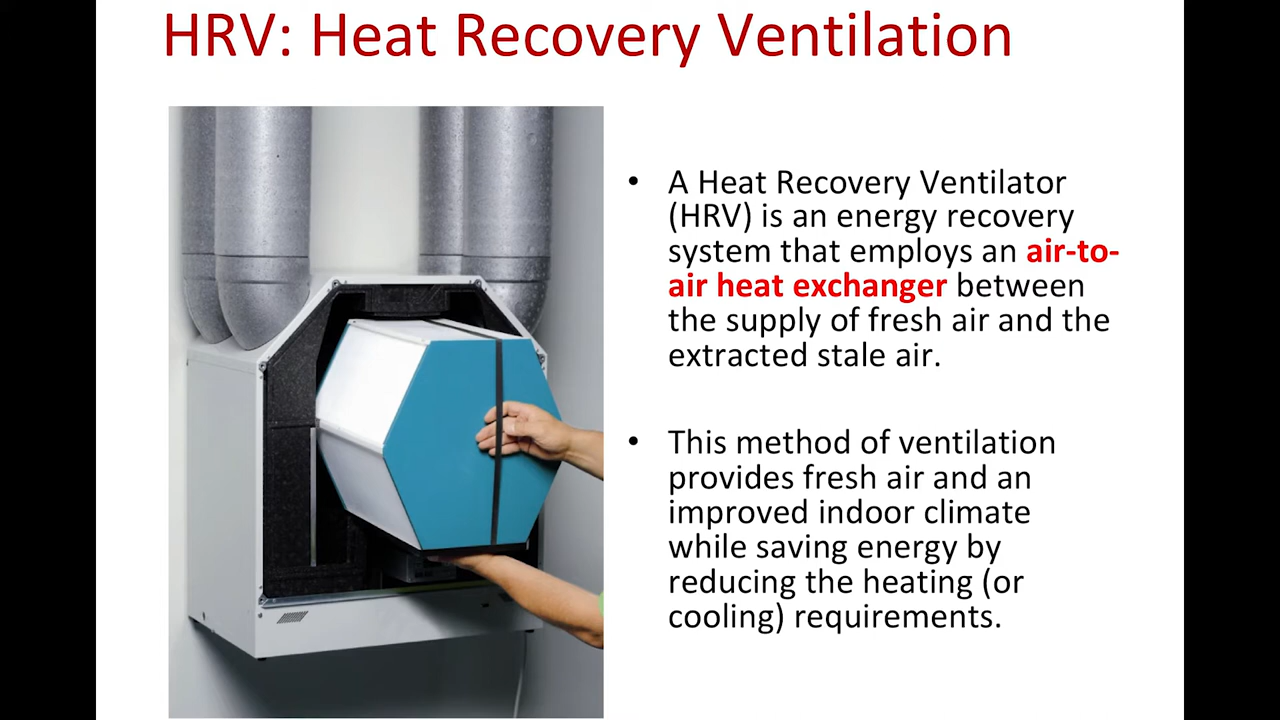 HRV: Heat Recovery Ventilation
• A Heat Recovery Ventilator
(HRV) is an energy recovery
system that employs an air-to-
air heat exchanger between
the supply of fresh air and the
extracted stale air.
• This method of ventilation
provides fresh air and an
improved indoor climate
while saving energy by
reducing the heating (or
cooling) requirements.